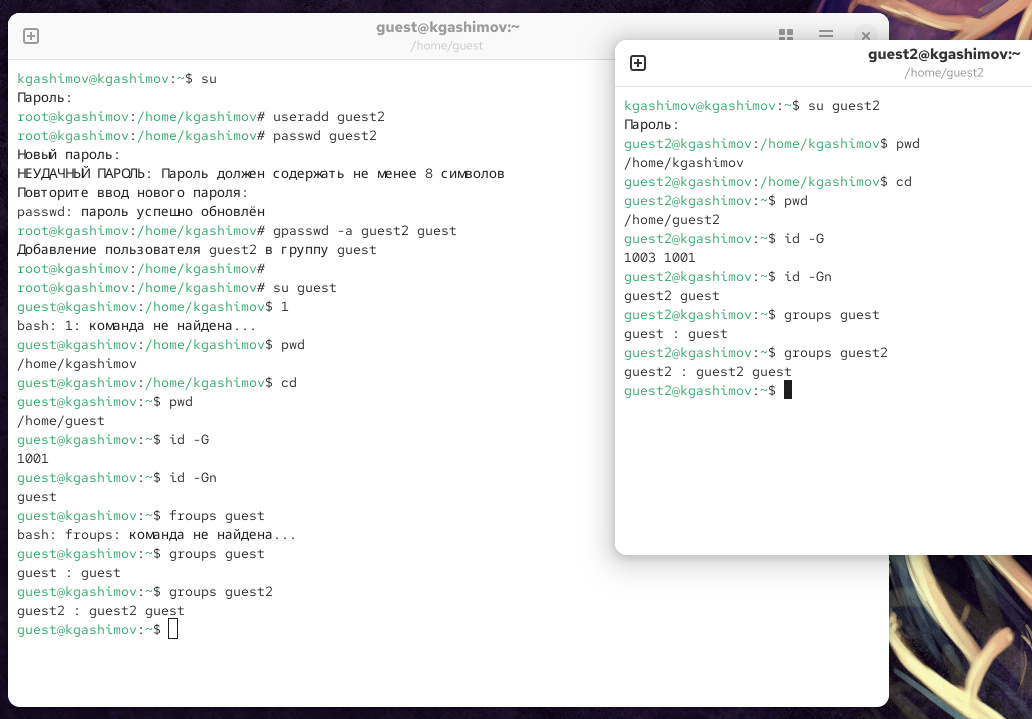 guest@kgashimov:~
/home/guest
kgashimov@kgashimov:~$ su
Пароль:
root@kgashimov:/home/kgashimov# useradd guest2
root@kgashimov:/home/kgashimov# passwd guest2
Новый пароль:
НЕУДАЧНЫЙ ПАРОЛЬ: Пароль должен содержать не менее 8 символов
Повторите ввод нового пароля:
passwd: пароль успешно обновлён
root@kgashimov:/home/kgashimov# gpasswd -a guest2 guest
Добавление пользователя guest2 в группу guest
root@kgashimov:/home/kgashimov#
root@kgashimov:/home/kgashimov# su guest
guest@kgashimov:/home/kgashimov$ 1
bash: 1: команда не найдена...
guest@kgashimov:/home/kgashimov$ pwd
/home/kgashimov
guest@kgashimov:/home/kgashimov$ cd
guest@kgashimov:~$ pwd
/home/guest
guest@kgashimov:~$ id -G
1001
guest@kgashimov:~$ id -Gn
guest
guest@kgashimov:~$ froups guest
bash: froups: команда не найдена...
guest@kgashimov:~$ groups guest
guest : guest
guest@kgashimov:~$ groups guest2
guest2 : guest2 guest
guest@kgashimov:~$
guest2@kgashimov:~
/home/guest2
kgashimov@kgashimov:~$ su guest2
Пароль:
guest2@kgashimov:/home/kgashimov$ pwd
/home/kgashimov
guest2@kgashimov:/home/kgashimov$ cd
guest2@kgashimov:~$ pwd
/home/guest2
guest2@kgashimov:~$ id -G
1003 1001
guest2@kgashimov:~$ id -Gn
guest2 guest
guest2@kgashimov:~$ groups guest
guest : guest
guest2@kgashimov:~$ groups guest2
guest2 : guest2 guest
guest2@kgashimov:~$